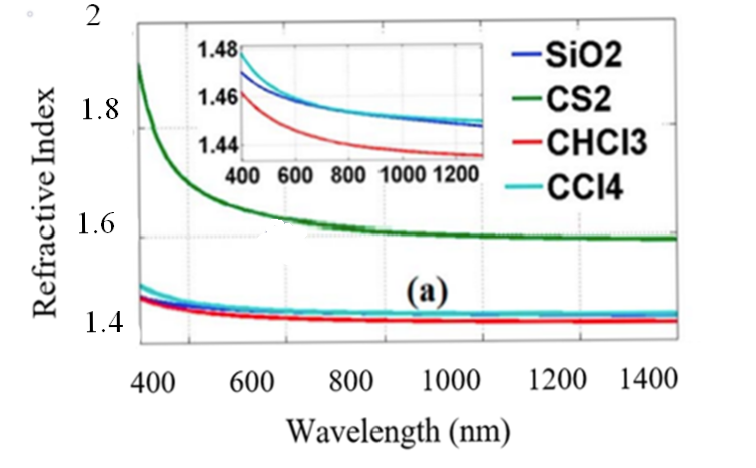 2
1.8
1.6
1.4
Refractive Index
1.48
1.46
1.44
400 600 800 1000 1200
SiO2
CS2
CHCl3
CCl4
(a)
400 600 800 1000 1200 1400
Wavelength (nm)